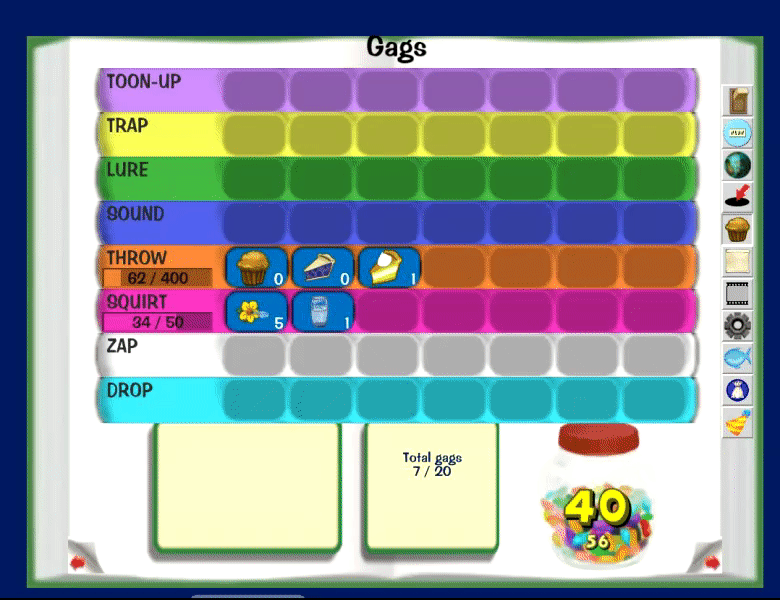 Gags
TOON-UP
TRAP
LURE
SOUND
THROW
62 / 400
0
0
1
SQUIRT
34 / 50
5
1
ZAP
DROP
Total gags
7 / 20
40
56